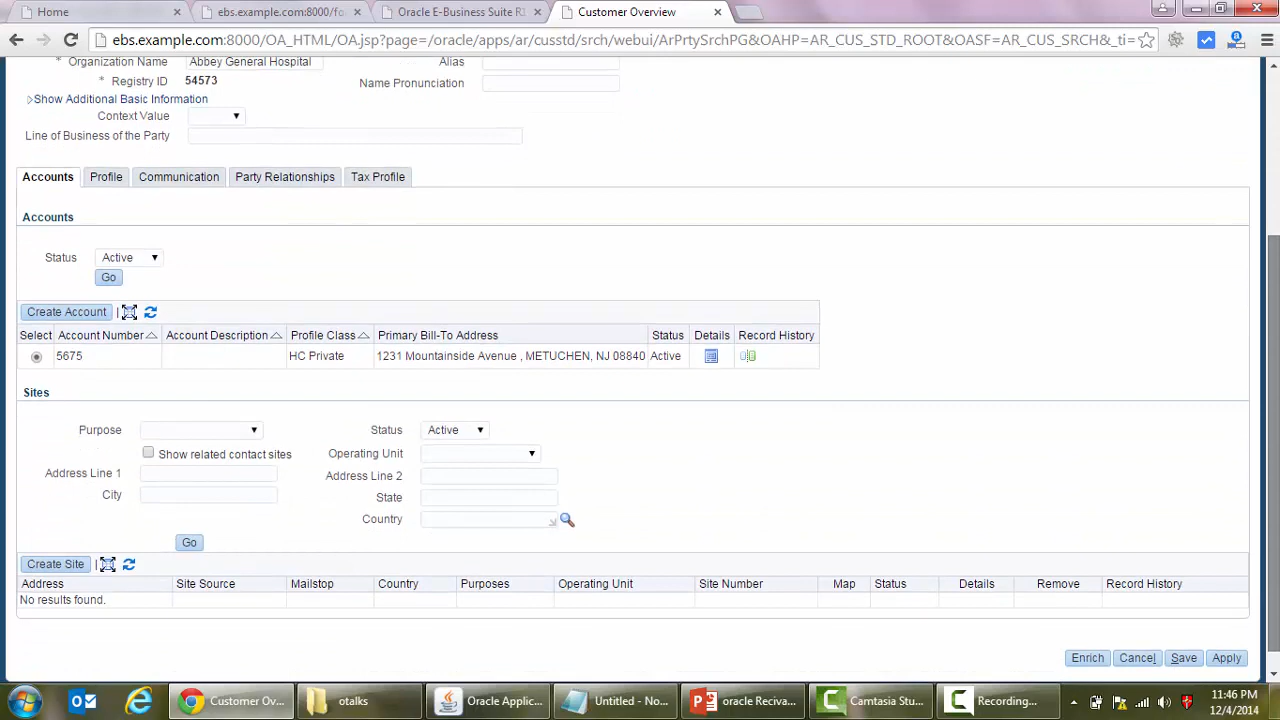 Home × ebs.example.com:8000/fo × Oracle E-Business Suite R1 × Customer Overview ×
ebs.example.com:8000/OA_HTML/OA.jsp?page=/oracle/apps/ar/cusstd/srch/webui/ArPrtySrchPG&OAHP=AR_CUS_STD_ROOT&OASF=AR_CUS_SRCH&_ti=
* Organization Name Abbey General Hospital Alias
* Registry ID 54573 Name Pronunciation
Show Additional Basic Information
Context Value
Line of Business of the Party
Accounts Profile Communication Party Relationships Tax Profile
Accounts
Status Active
Go
Create Account
Select Account Number Account Description Profile Class Primary Bill-To Address Status Details Record History
5675 HC Private 1231 Mountainside Avenue , METUCHEN, NJ 08840 Active
Sites
Purpose Status Active
Show related contact sites Operating Unit
Address Line 1 Address Line 2
City State
Country
Go
Create Site
Address Site Source Mailstop Country Purposes Operating Unit Site Number Map Status Details Remove Record History
No results found.
Enrich Cancel Save Apply
Customer Ov... otalks Oracle Applic... Untitled - No... oracle Reciva... Camtasia Stu... Recording... 11:46 PM
12/4/2014